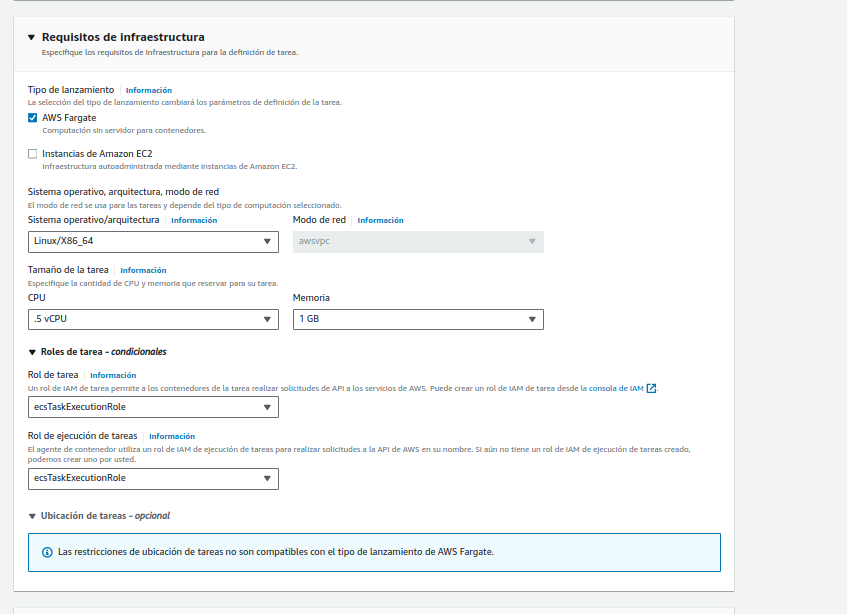 Requisitos de infraestructura
Especifique los requisitos de infraestructura para la definición de tarea.
Tipo de lanzamiento Información
La selección del tipo de lanzamiento cambiará los parámetros de definición de la tarea.
AWS Fargate
Computación sin servidor para contenedores.
Instancias de Amazon EC2
Infraestructura autoadministrada mediante instancias de Amazon EC2.
Sistema operativo, arquitectura, modo de red
El modo de red se usa para las tareas y depende del tipo de computación seleccionado.
Sistema operativo/arquitectura Información Modo de red Información
Linux/X86_64 awsvpc
Tamaño de la tarea Información
Especifique la cantidad de CPU y memoria que reservar para su tarea.
CPU Memoria
.5 vCPU 1 GB
Roles de tarea - condicionales
Rol de tarea Información
Un rol de IAM de tarea permite a los contenedores de la tarea realizar solicitudes de API a los servicios de AWS. Puede crear un rol de IAM de tarea desde la consola de IAM.
ecsTaskExecutionRole
Rol de ejecución de tareas Información
El agente de contenedor utiliza un rol de IAM de ejecución de tareas para realizar solicitudes a la API de AWS en su nombre. Si aún no tiene un rol de IAM de ejecución de tareas creado,
podemos crear uno por usted.
ecsTaskExecutionRole
Ubicación de tareas - opcional
Las restricciones de ubicación de tareas no son compatibles con el tipo de lanzamiento de AWS Fargate.